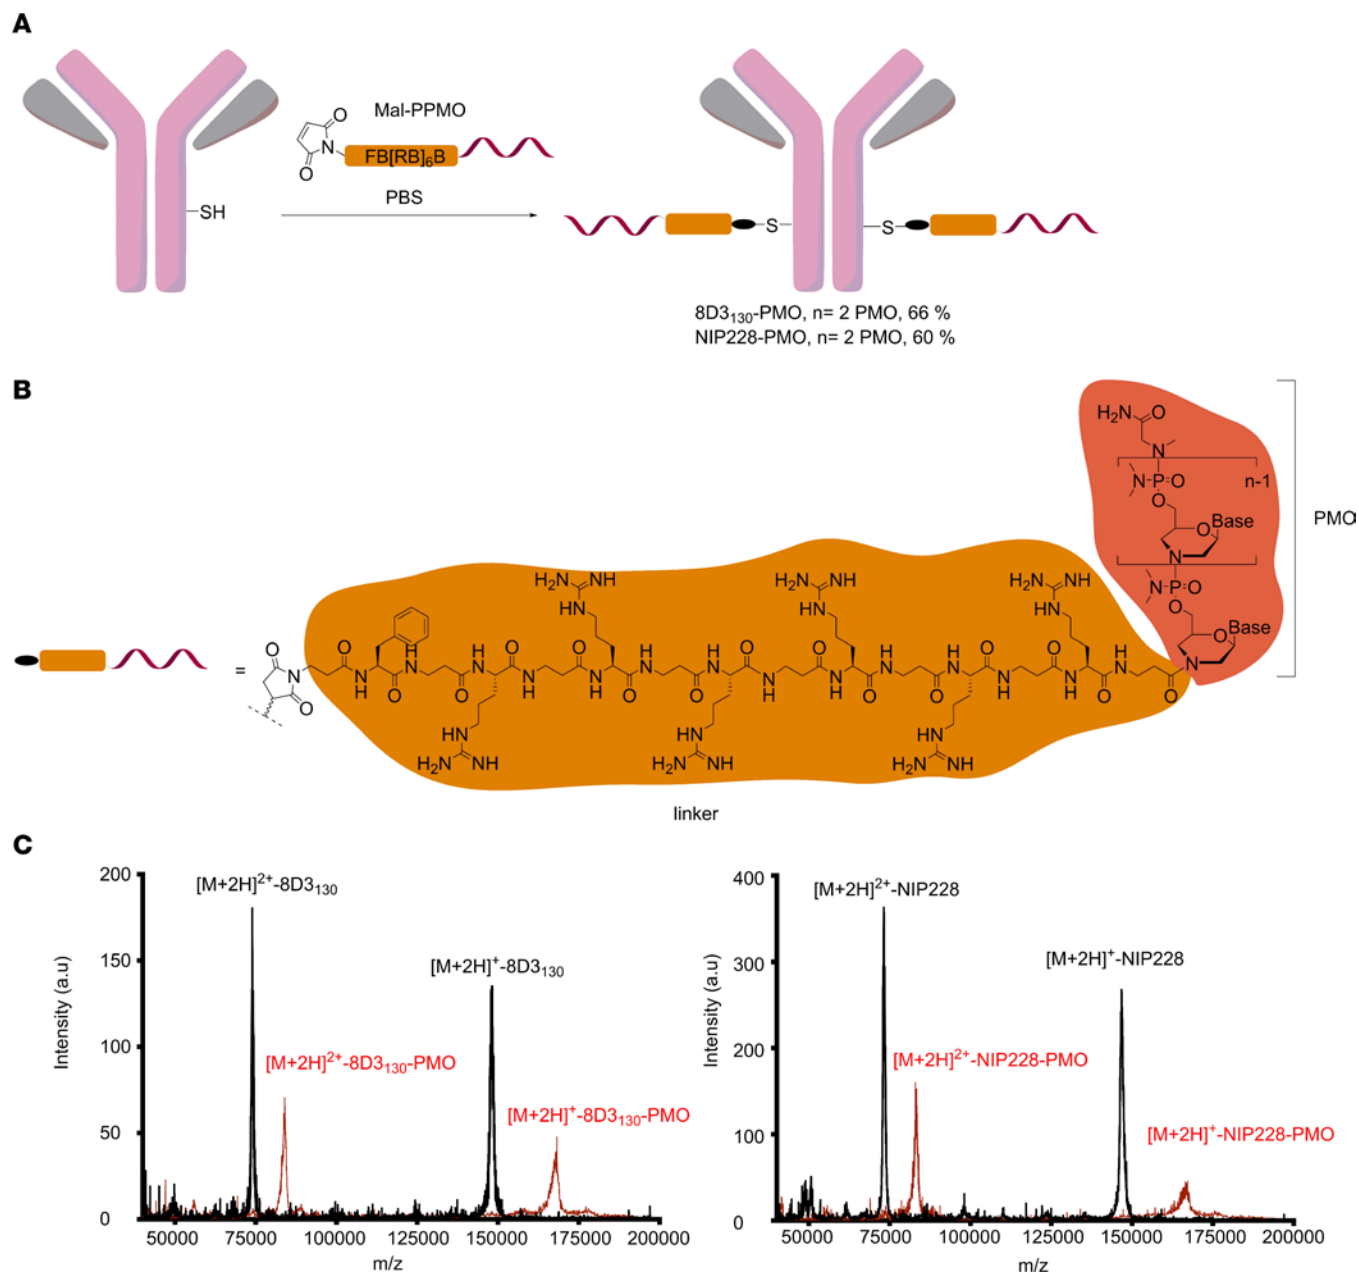 A
Mal-PPMO
O
N
O
FB[RB]₆B
PBS
SH
S
S
8D3₁₃₀-PMO, n= 2 PMO, 66 %
NIP228-PMO, n= 2 PMO, 60 %
B
H₂N O
N
n-1
N-P=O
O
O Base
N
N-P=O
O
O Base
N
PMO
H₂N NH H₂N NH H₂N NH
HN HN HN
=
O O H O H O H O H O H O H O
N N N N N N N N N N N N N N N
O H O H O H O H O H O H O H O
HN HN HN
H₂N NH H₂N NH H₂N NH
linker
C
200
150
100
50
0
Intensity (a.u)
[M+2H]²⁺-8D3₁₃₀
[M+2H]⁺-8D3₁₃₀
[M+2H]²⁺-8D3₁₃₀-PMO
[M+2H]⁺-8D3₁₃₀-PMO
50000 75000 100000 125000 150000 175000 200000
m/z
400
300
200
100
0
Intensity (a.u)
[M+2H]²⁺-NIP228
[M+2H]⁺-NIP228
[M+2H]²⁺-NIP228-PMO
[M+2H]⁺-NIP228-PMO
50000 75000 100000 125000 150000 175000 200000
m/z